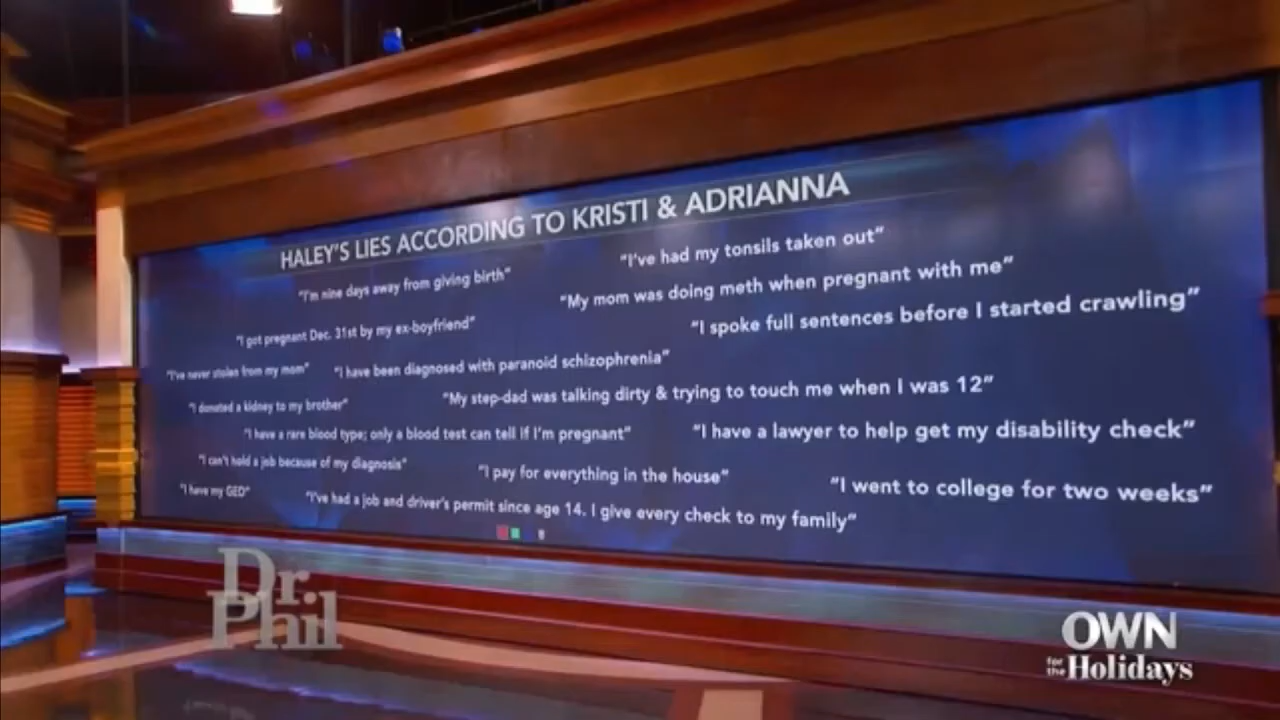 HALEY'S LIES ACCORDING TO KRISTI & ADRIANNA
"I'm nine days away from giving birth"
"I've had my tonsils taken out"
"My mom was doing meth when pregnant with me"
"I got pregnant Dec. 31st by my ex-boyfriend"
"I spoke full sentences before I started crawling"
"I've never stolen from my mom"
"I have been diagnosed with paranoid schizophrenia"
"I donated a kidney to my brother"
"My step-dad was talking dirty & trying to touch me when I was 12"
"I have a rare blood type; only a blood test can tell if I'm pregnant"
"I have a lawyer to help get my disability check"
"I can't hold a job because of my diagnosis"
"I pay for everything in the house"
"I went to college for two weeks"
"I have my GED"
"I've had a job and driver's permit since age 14. I give every check to my family"
Dr.
Phil
OWN
for the Holidays